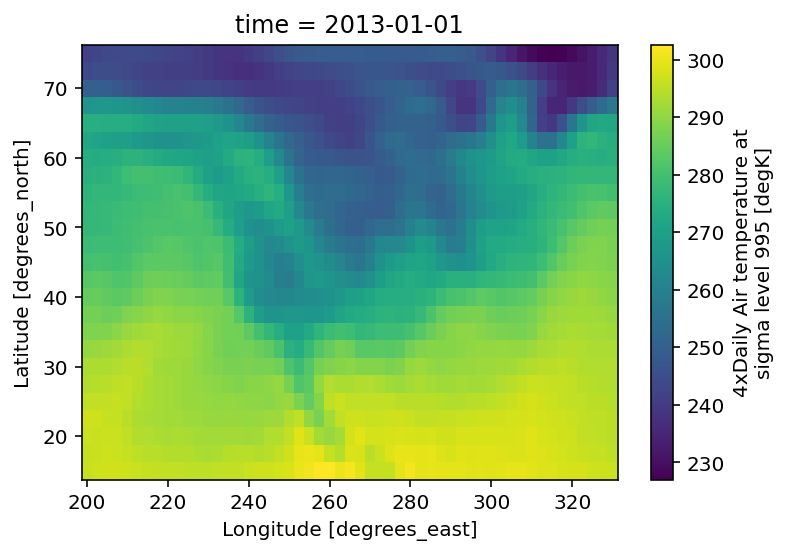 time = 2013-01-01
70
60
50
40
30
20
Latitude [degrees_north]
200 220 240 260 280 300 320
Longitude [degrees_east]
300
290
280
270
260
250
240
230
4xDaily Air temperature at
sigma level 995 [degK]